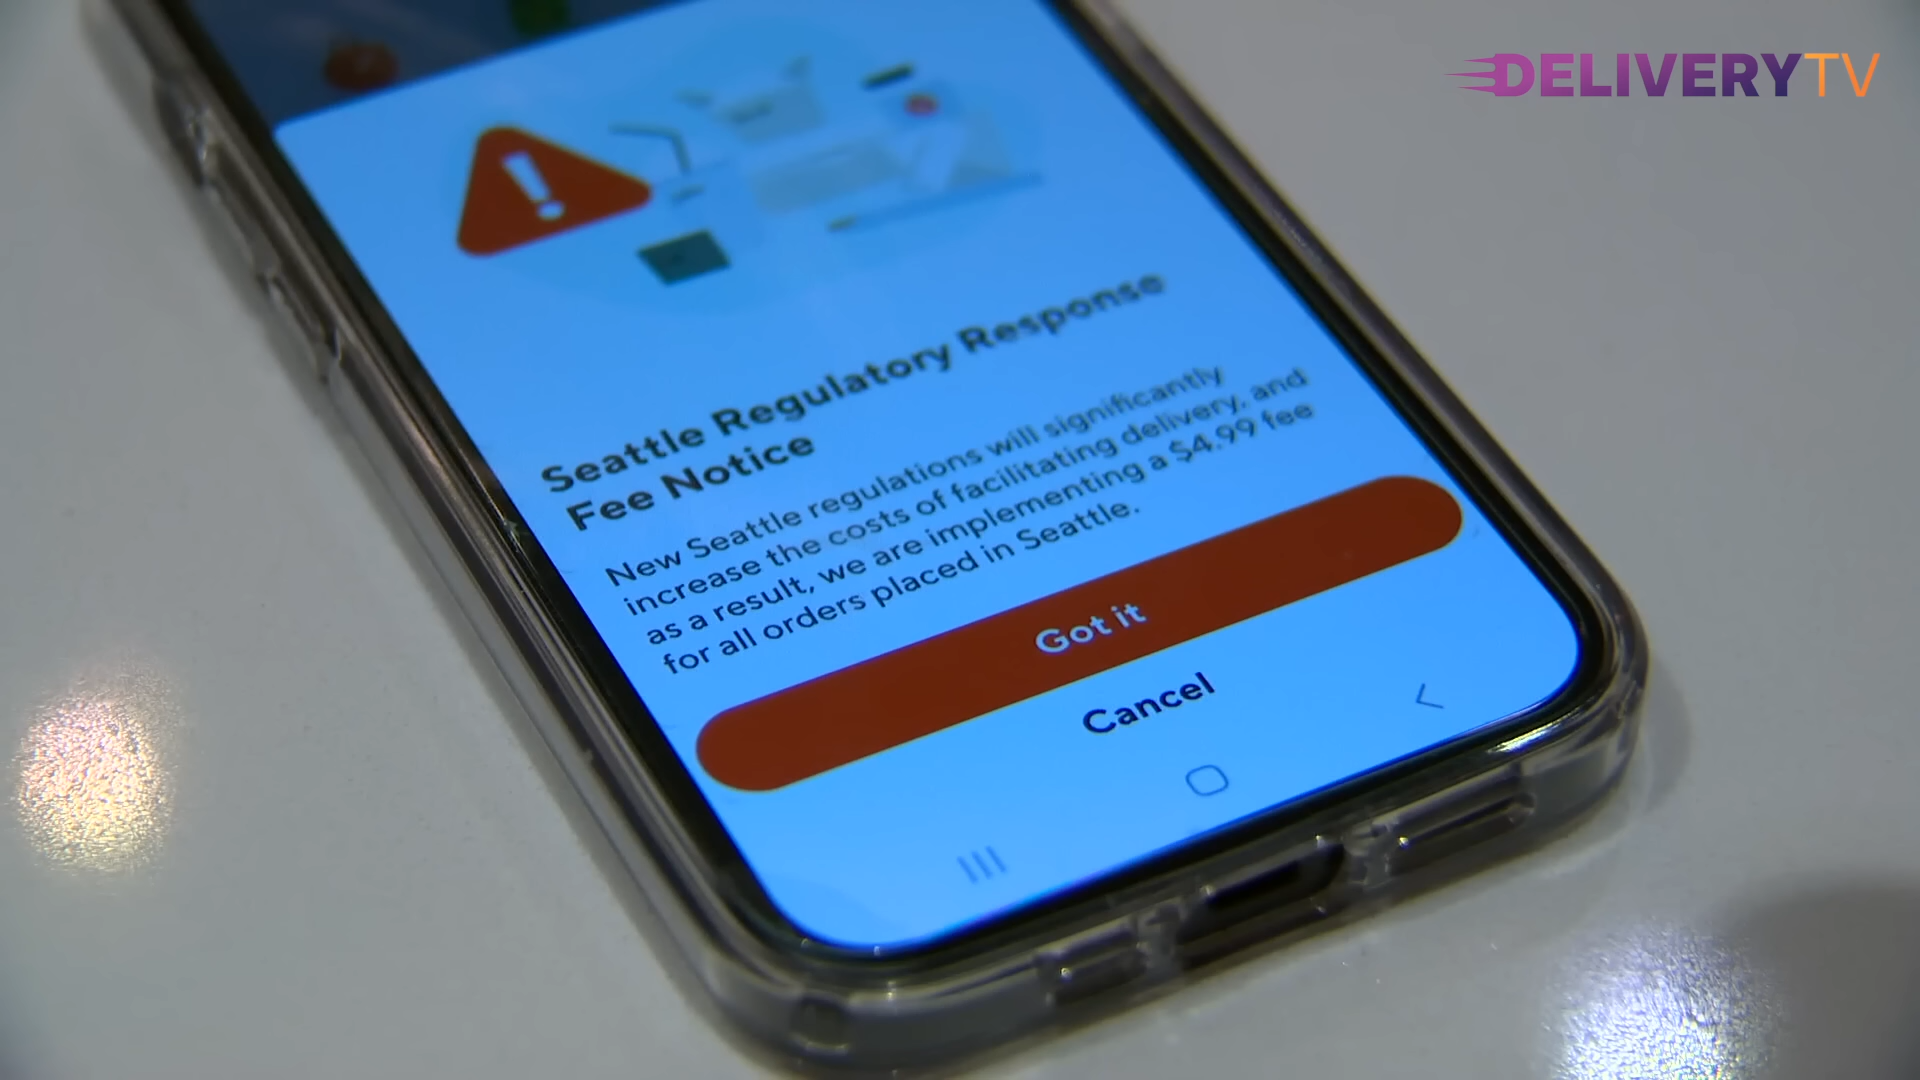 DELIVERYTV
Seattle Regulatory Response
Fee Notice
New Seattle regulations will significantly
increase the costs of facilitating delivery, and
as a result, we are implementing a $4.99 fee
for all orders placed in Seattle.
Got it
Cancel